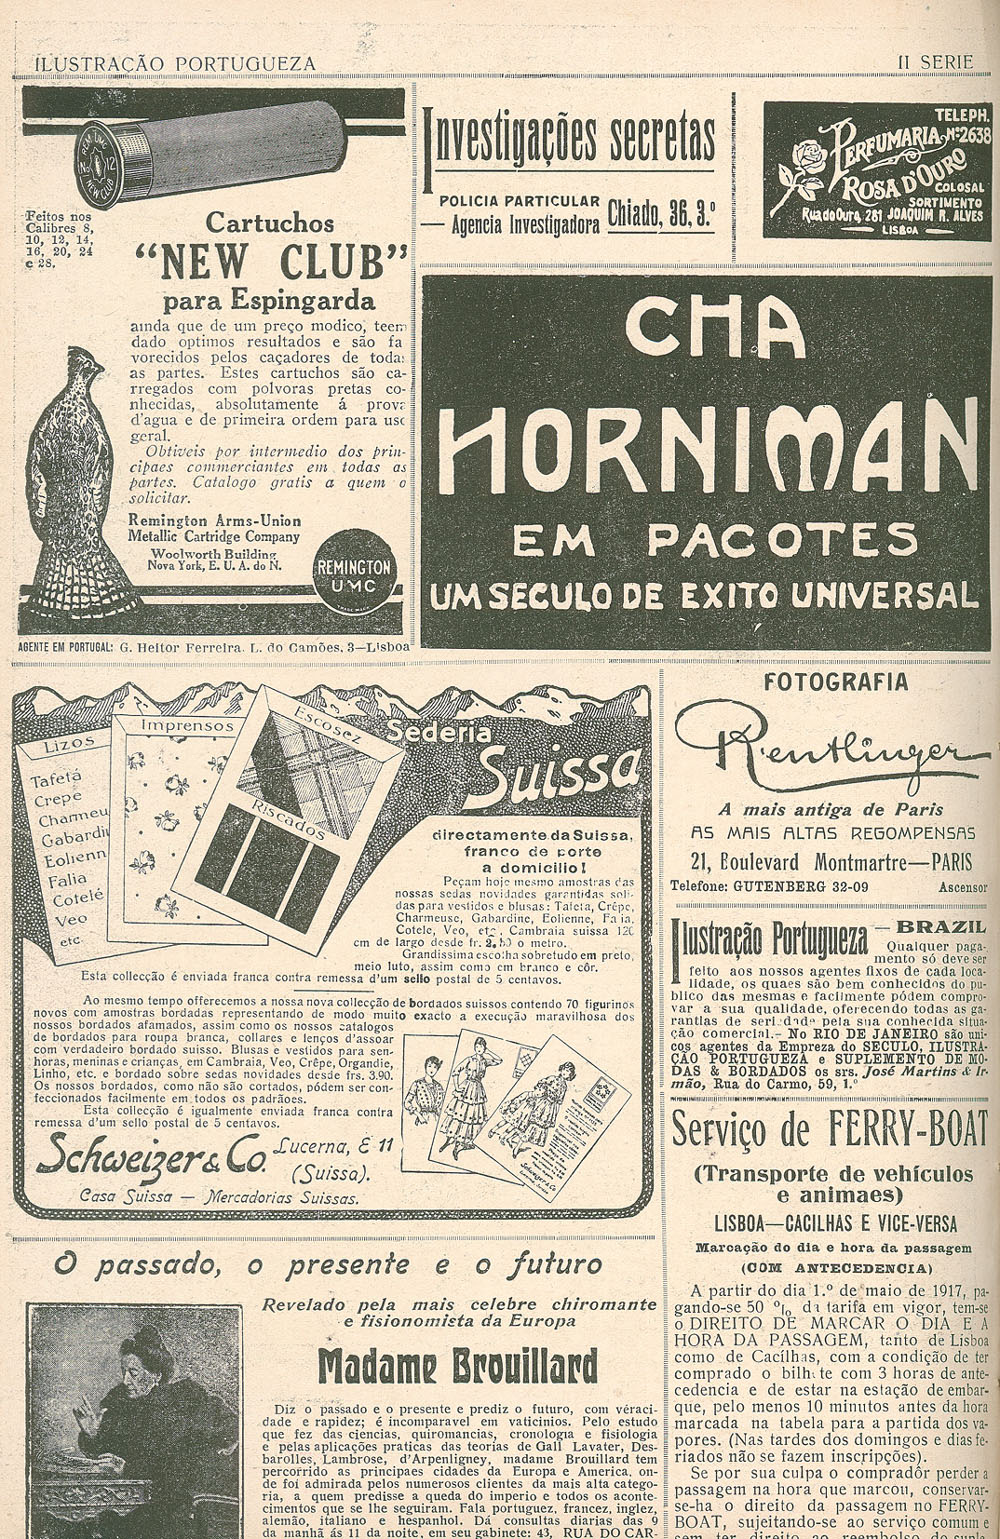 ILUSTRAÇÃO PORTUGUEZA
II SERIE
Feitos nos
Calibres 8,
10, 12, 14,
16, 20, 24
e 28.
Cartuchos
"NEW CLUB"
para Espingarda
ainda que de um preço modico, teem
dado optimos resultados e são fa
vorecidos pelos caçadores de todas
as partes. Estes cartuchos são ca-
rregados com polvoras pretas co-
nhecidas, absolutamente á prova
d'agua e de primeira ordem para uso
geral.
Obtiveis por intermedio dos prin-
cipaes commerciantes em todas as
partes. Catalogo gratis a quem o
solicitar.
Remington Arms-Union
Metallic Cartridge Company
Woolworth Building
Nova York, E. U. A. do N.
REMINGTON
UMC
TRADE MARK
AGENTE EM PORTUGAL: G. Heitor Ferreira, L. do Camões, 3—Lisboa
Investigações secretas
POLICIA PARTICULAR
— Agencia Investigadora
Chiado, 36, 3.º
TELEPH.
Nº 2638
PERFUMARIA
ROSA D'OURO
COLOSAL
SORTIMENTO
Rua do Ouro, 281 JOAQUIM R. ALVES
— LISBOA —
CHA
HORNIMAN
EM PACOTES
UM SECULO DE EXITO UNIVERSAL
Lizos
Tafetá
Crepe
Charmeu
Gabardi
Eolienn
Falia
Cotelé
Veo
etc.
Imprensos
Escosez
Riscados
Sederia
Suissa
directamente da Suissa,
franco de porte
a domicilio!
Peçam hoje mesmo amostras das
nossas sedas novidades garantidas soli-
das para vestidos e blusas: Tafeta, Crêpe,
Charmeuse, Gabardine, Eolienne, Falia,
Cotele, Veo, etc. Cambraia suissa 120
cm de largo desde fr. 2,50 o metro.
Grandissima escolha sobretudo em preto,
meio luto, assim como em branco e côr.
Esta collecção é enviada franca contra remessa d'um sello postal de 5 centavos.
Ao mesmo tempo offerecemos a nossa nova collecção de bordados suissos contendo 70 figurinos
novos com amostras bordadas representando de modo muito exacto a execução maravilhosa dos
nossos bordados afamados, assim como os nossos catalogos
de bordados para roupa branca, collares e lenços d'assoar
com verdadeiro bordado suisso. Blusas e vestidos para sen-
horas, meninas e crianças, em Cambraia, Veo, Crêpe, Organdie,
Linho, etc. e bordado sobre sedas novidades desde frs. 3.90.
Os nossos bordados, como não são cortados, pódem ser con-
feccionados facilmente em todos os padrões.
Esta collecção é igualmente enviada franca contra
remessa d'um sello postal de 5 centavos.
Schweizer & Co. Lucerna, E 11
(Suissa).
Casa Suissa — Mercadorias Suissas.
FOTOGRAFIA
Reutlinger
A mais antiga de Paris
AS MAIS ALTAS REGOMPENSAS
21, Boulevard Montmartre—PARIS
Telefone: GUTENBERG 32-09 Ascensor
Ilustração Portugueza — BRAZIL
Qualquer paga-
mento só deve ser
feito aos nossos agentes fixos de cada loca-
lidade, os quaes são bem conhecidos do pu-
blico das mesmas e facilmente pódem compro-
var a sua qualidade, oferecendo todas as ga-
rantias de seriedade pela sua conhecida situa-
ção comercial.— No RIO DE JANEIRO são uni-
cos agentes da Empreza do SECULO, ILUSTRA-
ÇÃO PORTUGUEZA e SUPLEMENTO DE MO-
DAS & BORDADOS os srs. José Martins & Ir-
mão, Rua do Carmo, 59, 1.º
Serviço de FERRY-BOAT
(Transporte de vehículos
e animaes)
LISBOA—CACILHAS E VICE-VERSA
Marcação do dia e hora da passagem
(COM ANTECEDENCIA)
A partir do dia 1.º de maio de 1917, pa-
gando-se 50 º|₀ da tarifa em vigor, tem-se
o DIREITO DE MARCAR O DIA E A
HORA DA PASSAGEM, tanto de Lisboa
como de Cacilhas, com a condição de ter
comprado o bilhete com 3 horas de ante-
cedencia e de estar na estação de embar-
que, pelo menos 10 minutos antes da hora
marcada na tabela para a partida dos va-
pores. (Nas tardes dos domingos e dias fe-
riados não se fazem inscripções).
Se por sua culpa o comprador perder a
passagem na hora que marcou, conservar-
se-ha o direito da passagem no FERRY-
BOAT, sujeitando-se ao serviço comum e
sem ter direito ao reembolso
O passado, o presente e o futuro
Revelado pela mais celebre chiromante
e fisionomista da Europa
Madame Brouillard
Diz o passado e o presente e prediz o futuro, com véraci-
dade e rapidez; é incomparavel em vaticinios. Pelo estudo
que fez das ciencias, quiromancias, cronologia e fisiologia
e pelas aplicações praticas das teorias de Gall Lavater, Des-
barolles, Lambrose, d'Arpenligney, madame Brouillard tem
percorrido as principaes cidades da Europa e America, on-
de foi admirada pelos numerosos clientes da mais alta catego-
ria, a quem predisse a queda do imperio e todos os aconte-
cimentos que se lhe seguiram. Fala portuguez, francez, inglez,
alemão, italiano e hespanhol. Dá consultas diarias das 9
da manhã ás 11 da noite, em seu gabinete: 43, RUA DO CAR-